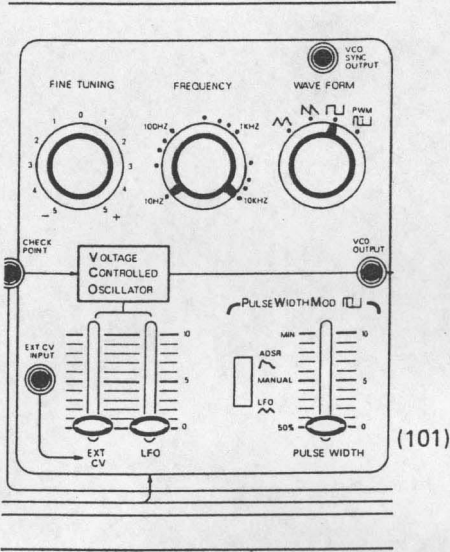 VCO
SYNC
OUTPUT
FINE TUNING
FREQUENCY
WAVE FORM
0
1 1
2 2
3 3
4 4
5 5
− +
100HZ 1KHZ
10HZ 10KHZ
PWM
CHECK
POINT
VOLTAGE
CONTROLLED
OSCILLATOR
VCO
OUTPUT
PULSE WIDTH MOD
EXT CV
INPUT
10
5
0
EXT
CV
LFO
ADSR
MANUAL
LFO
MIN 10
5
50% 0
PULSE WIDTH
(101)